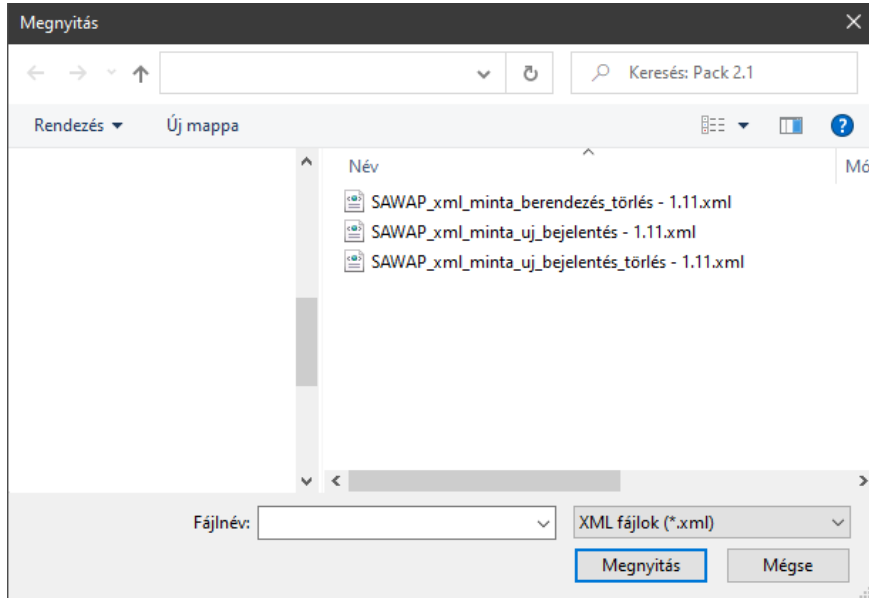 Megnyitás
Keresés: Pack 2.1
Rendezés
Új mappa
?
Név
Mó
SAWAP_xml_minta_berendezés_törlés - 1.11.xml
SAWAP_xml_minta_uj_bejelentés - 1.11.xml
SAWAP_xml_minta_uj_bejelentés_törlés - 1.11.xml
Fájlnév:
XML fájlok (*.xml)
Megnyitás
Mégse